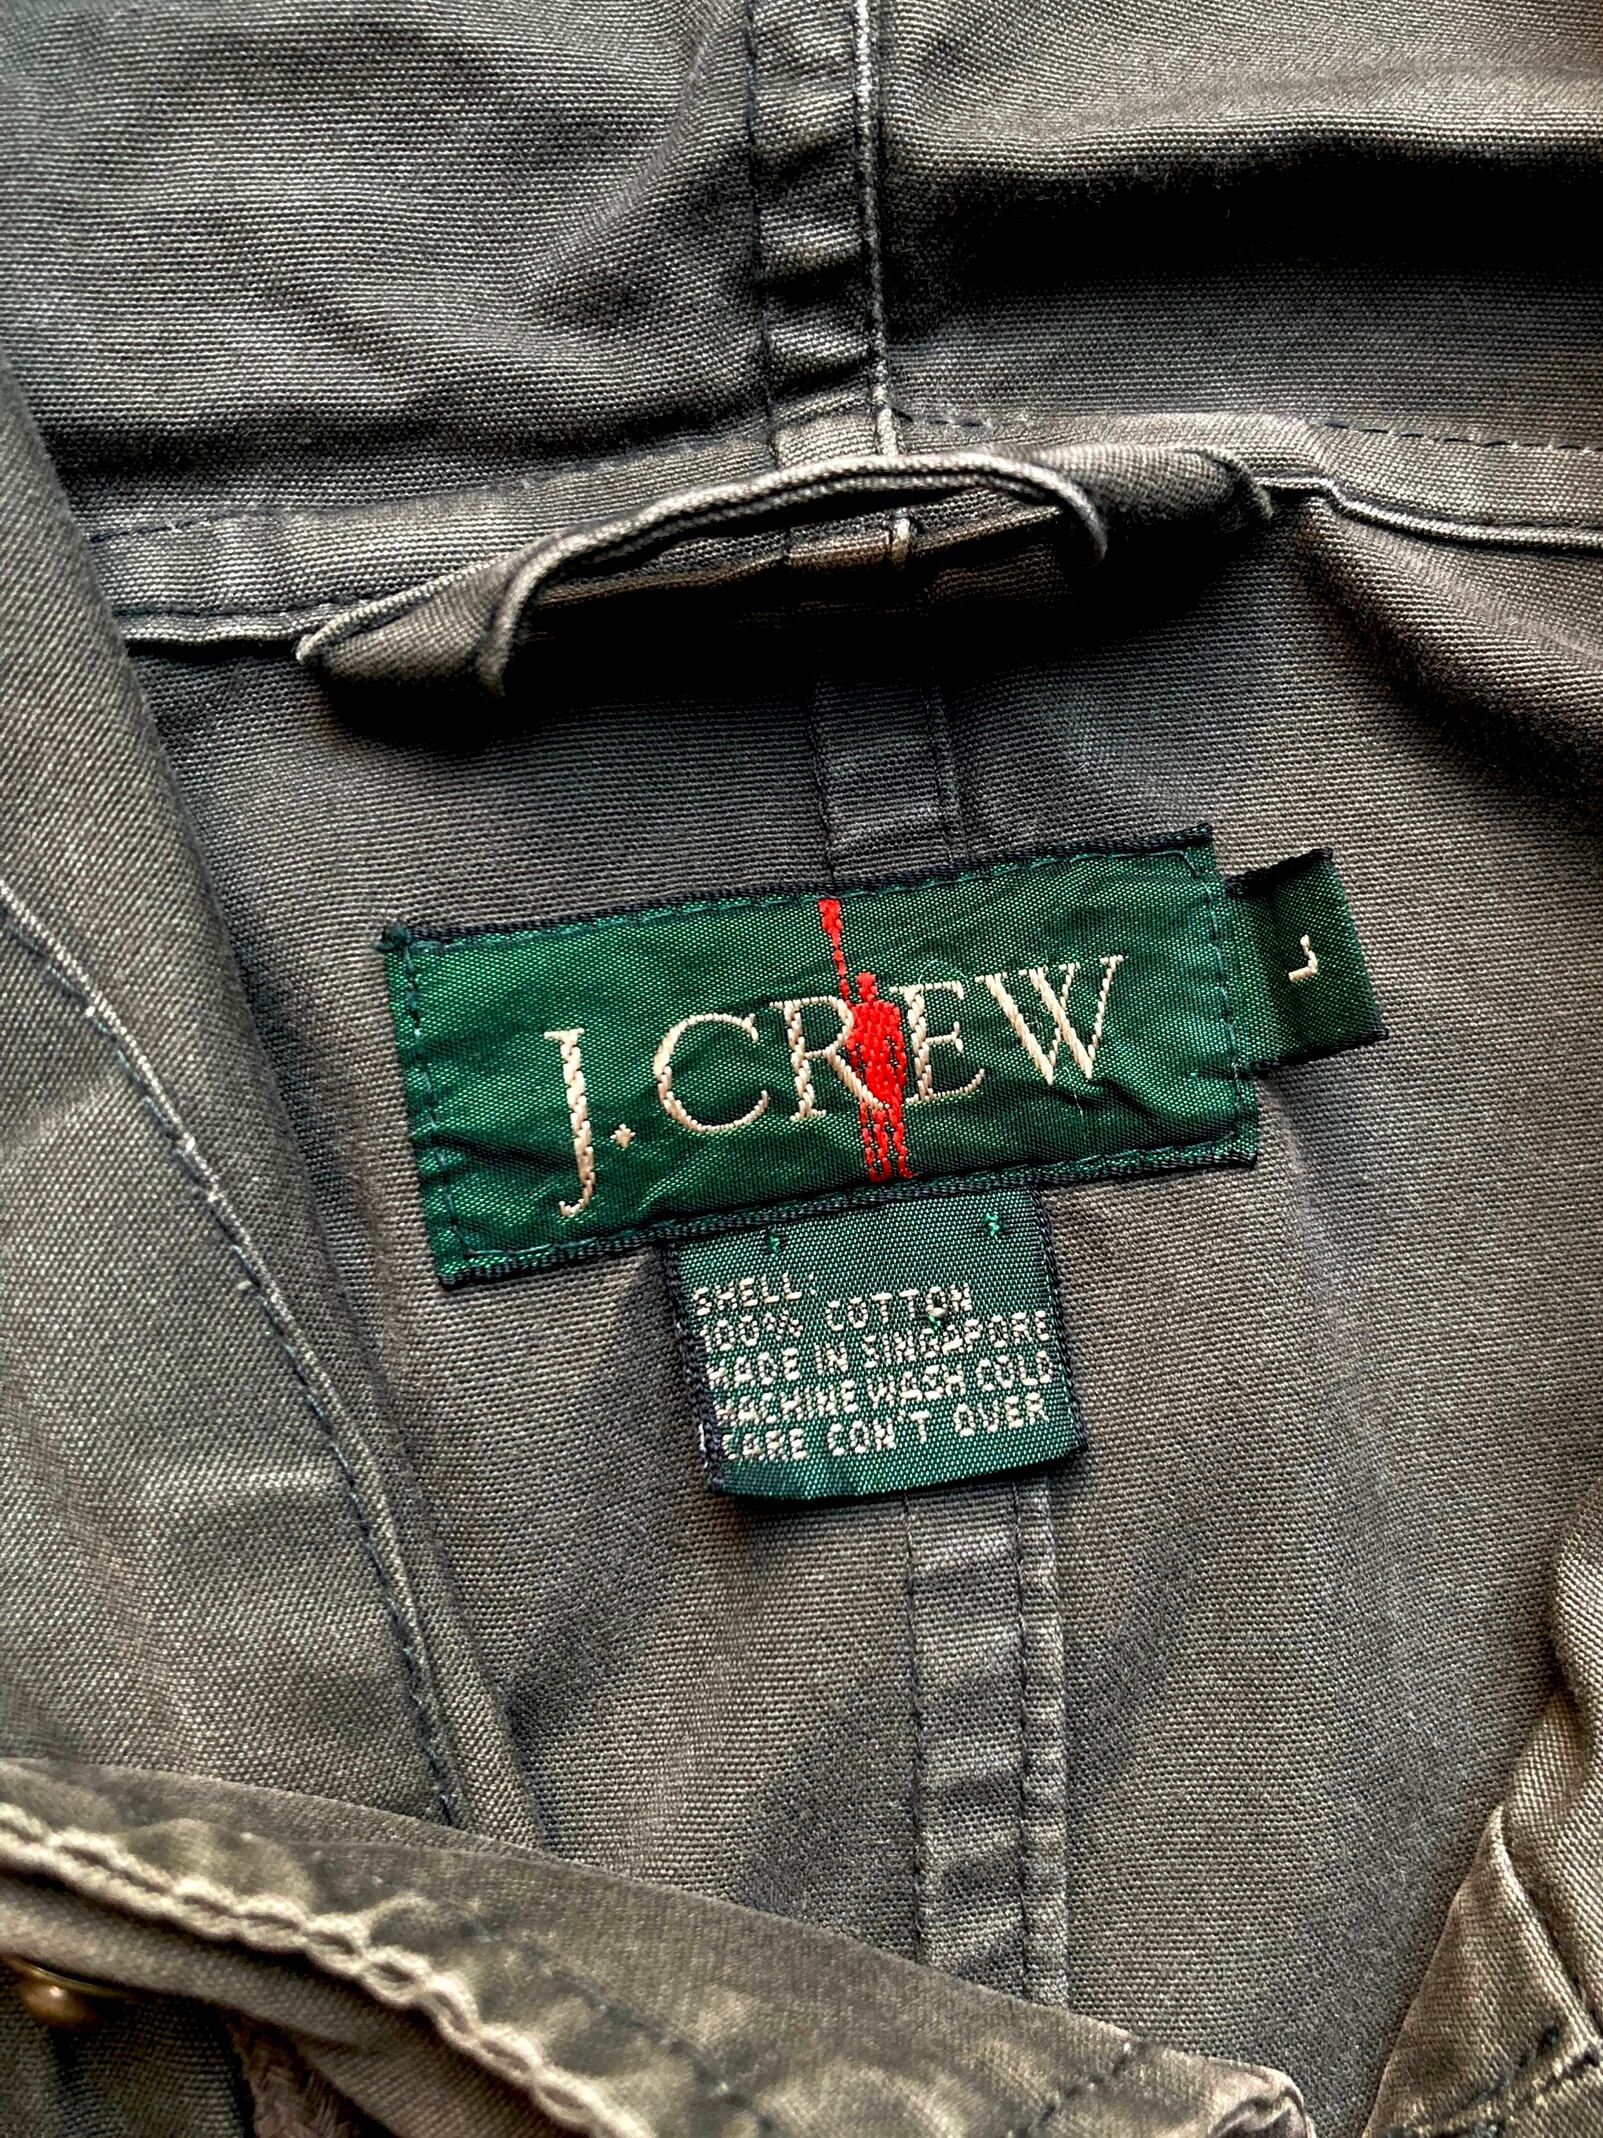 J.CREW
L
SHELL:
100% COTTON
MADE IN SINGAPORE
MACHINE WASH COLD
CARE CON'T OVER